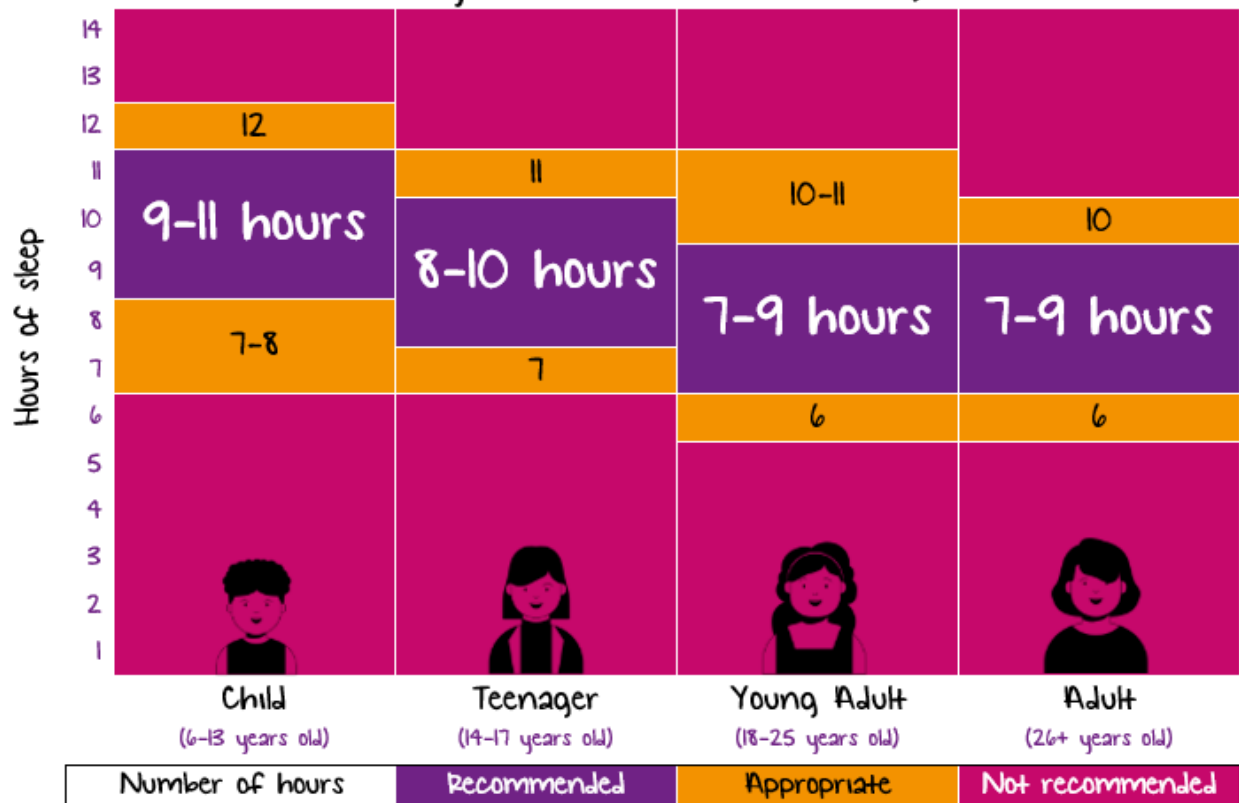 14
13
12
11
10
9
8
7
6
5
4
3
2
1
Hours of sleep
12
9-11 hours
7-8
11
8-10 hours
7
10-11
7-9 hours
6
10
7-9 hours
6
Child
(6-13 years old)
Teenager
(14-17 years old)
Young Adult
(18-25 years old)
Adult
(26+ years old)
Number of hours
Recommended
Appropriate
Not recommended